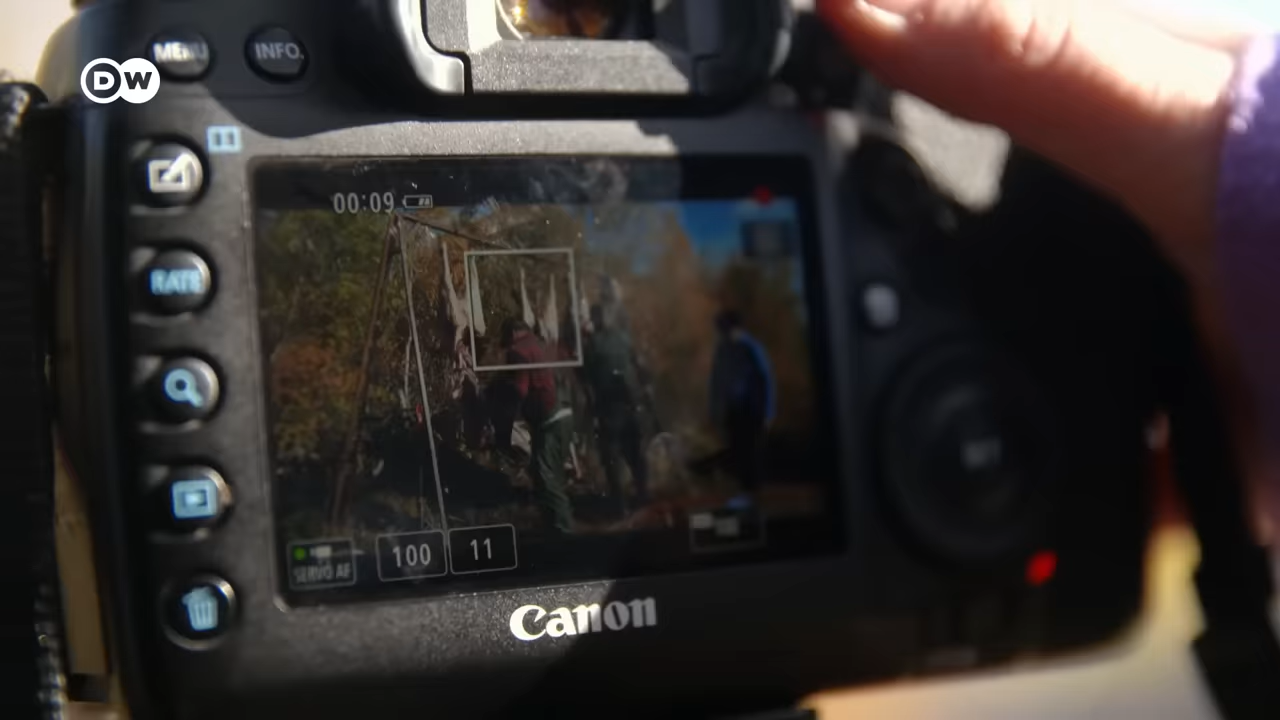 MENU
INFO.
DW
00:09
RATE
SERVO AF
100
11
Canon